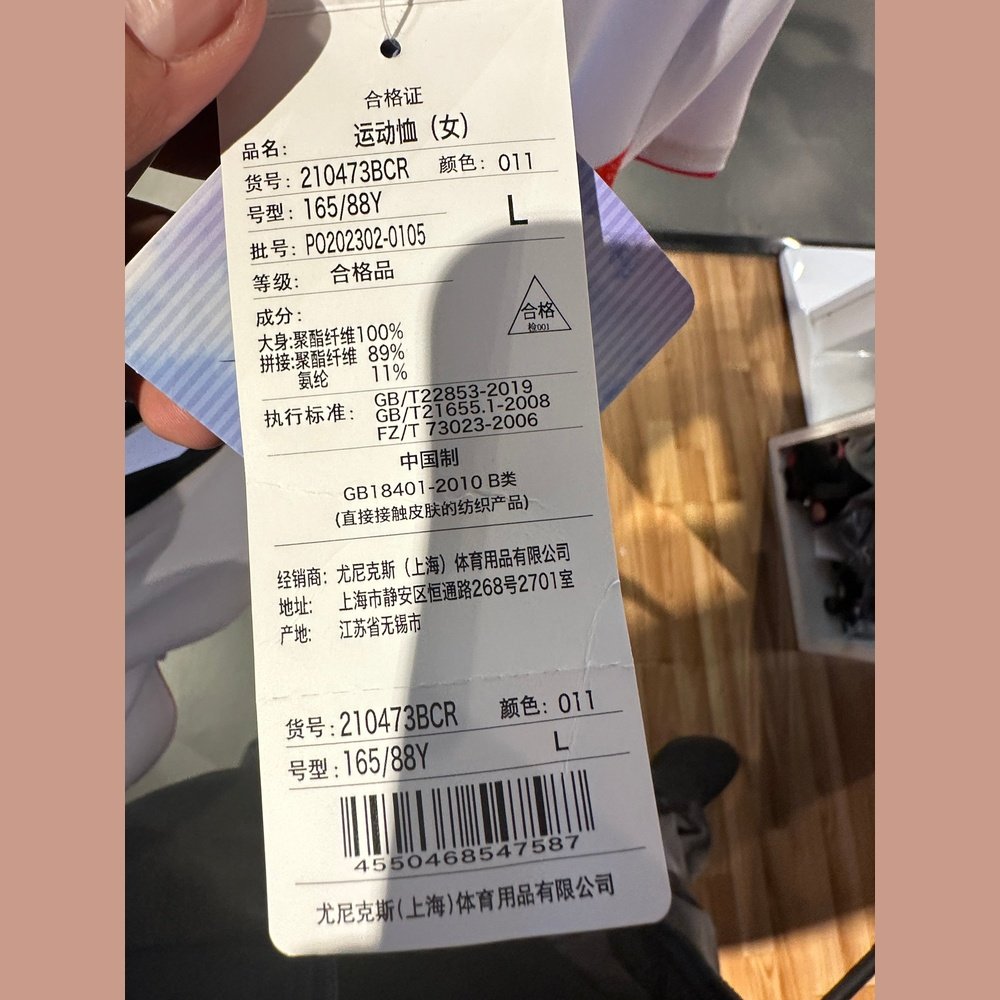 合格证
品名: 运动恤（女）
货号: 210473BCR 颜色: 011
号型: 165/88Y L
批号: PO202302-0105
等级: 合格品
合格
检001
成分:
大身:聚酯纤维100%
拼接:聚酯纤维 89%
氨纶 11%
执行标准: GB/T22853-2019
GB/T21655.1-2008
FZ/T 73023-2006
中国制
GB18401-2010 B类
(直接接触皮肤的纺织产品)
经销商: 尤尼克斯（上海）体育用品有限公司
地址: 上海市静安区恒通路268号2701室
产地: 江苏省无锡市
货号: 210473BCR 颜色: 011
号型: 165/88Y L
4550468547587
尤尼克斯(上海)体育用品有限公司